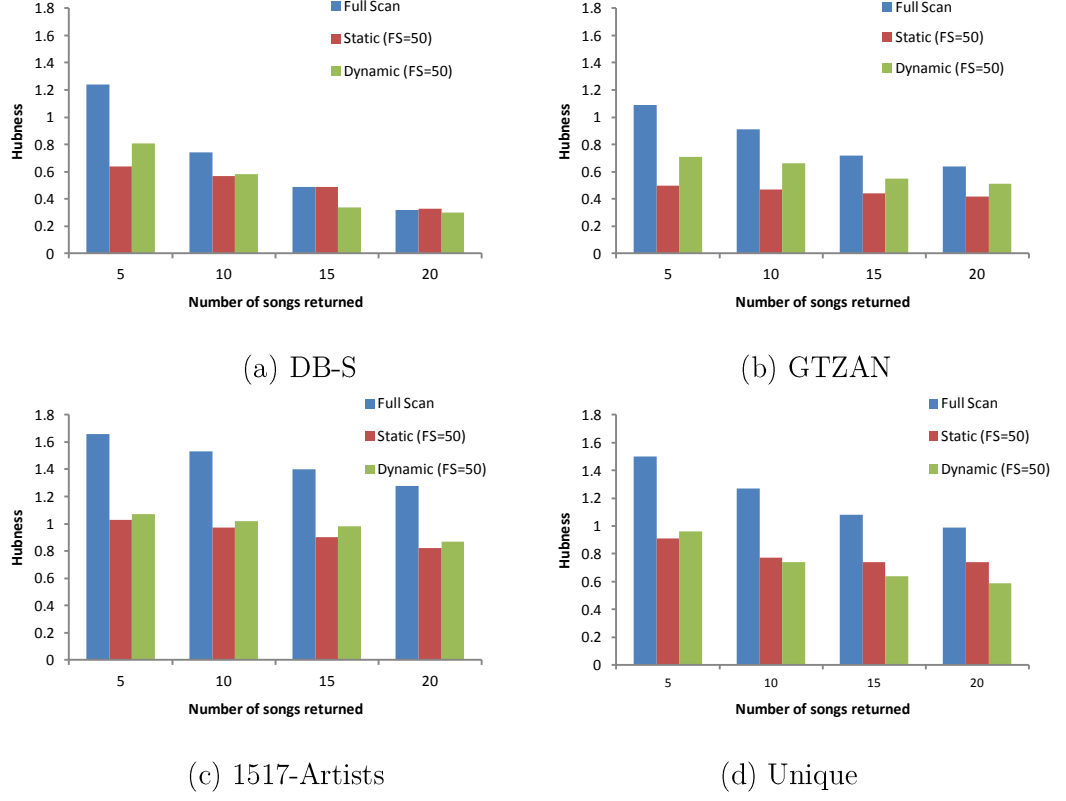 1.8
1.6
1.4
1.2
1
0.8
0.6
0.4
0.2
0
Hubness
Full Scan
Static (FS=50)
Dynamic (FS=50)
5 10 15 20
Number of songs returned
(a) DB-S
1.8
1.6
1.4
1.2
1
0.8
0.6
0.4
0.2
0
Hubness
Full Scan
Static (FS=50)
Dynamic (FS=50)
5 10 15 20
Number of songs returned
(b) GTZAN
1.8
1.6
1.4
1.2
1
0.8
0.6
0.4
0.2
0
Hubness
Full Scan
Static (FS=50)
Dynamic (FS=50)
5 10 15 20
Number of songs returned
(c) 1517-Artists
1.8
1.6
1.4
1.2
1
0.8
0.6
0.4
0.2
0
Hubness
Full Scan
Static (FS=50)
Dynamic (FS=50)
5 10 15 20
Number of songs returned
(d) Unique